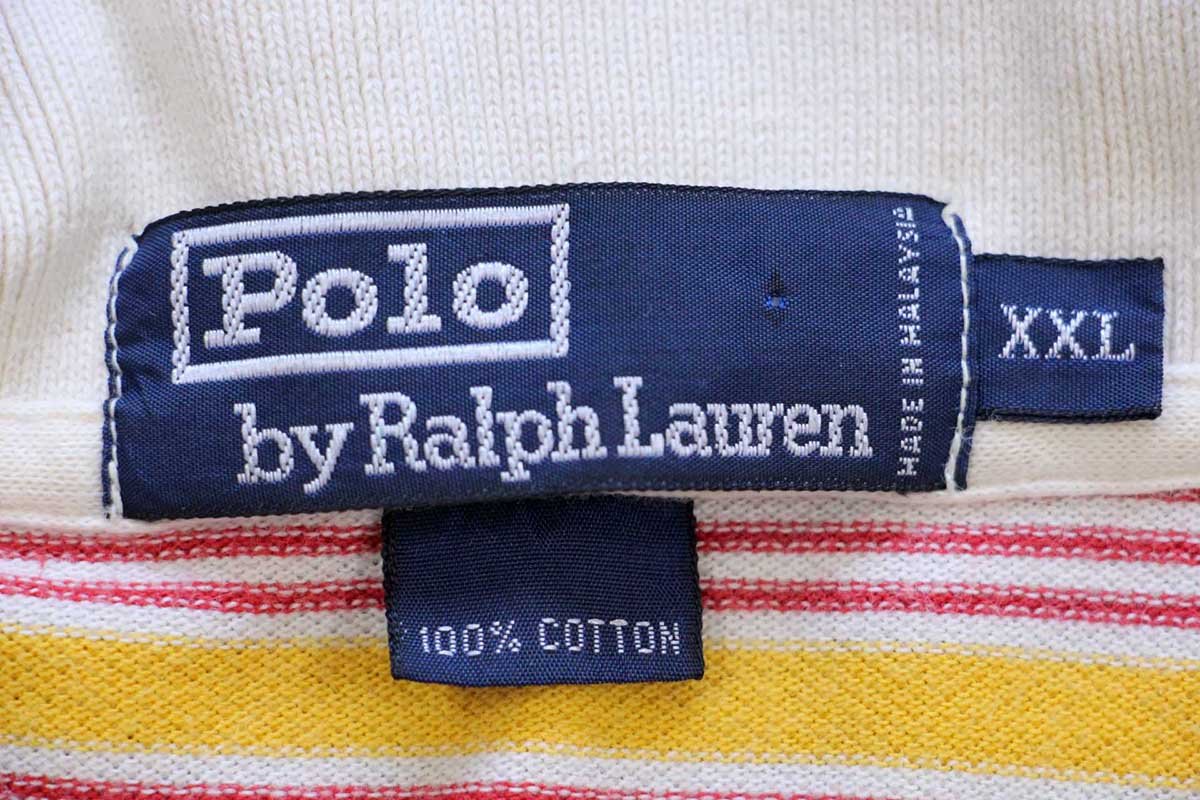 Polo
by Ralph Lauren
MADE IN MALAYSIA
XXL
100% COTTON